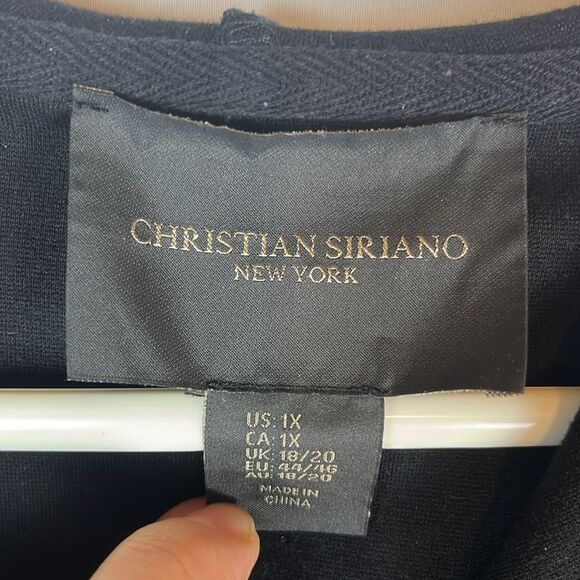 CHRISTIAN SIRIANO
NEW YORK
US: 1X
CA: 1X
UK: 18/20
EU: 44/46
AU: 18/20
MADE IN
CHINA